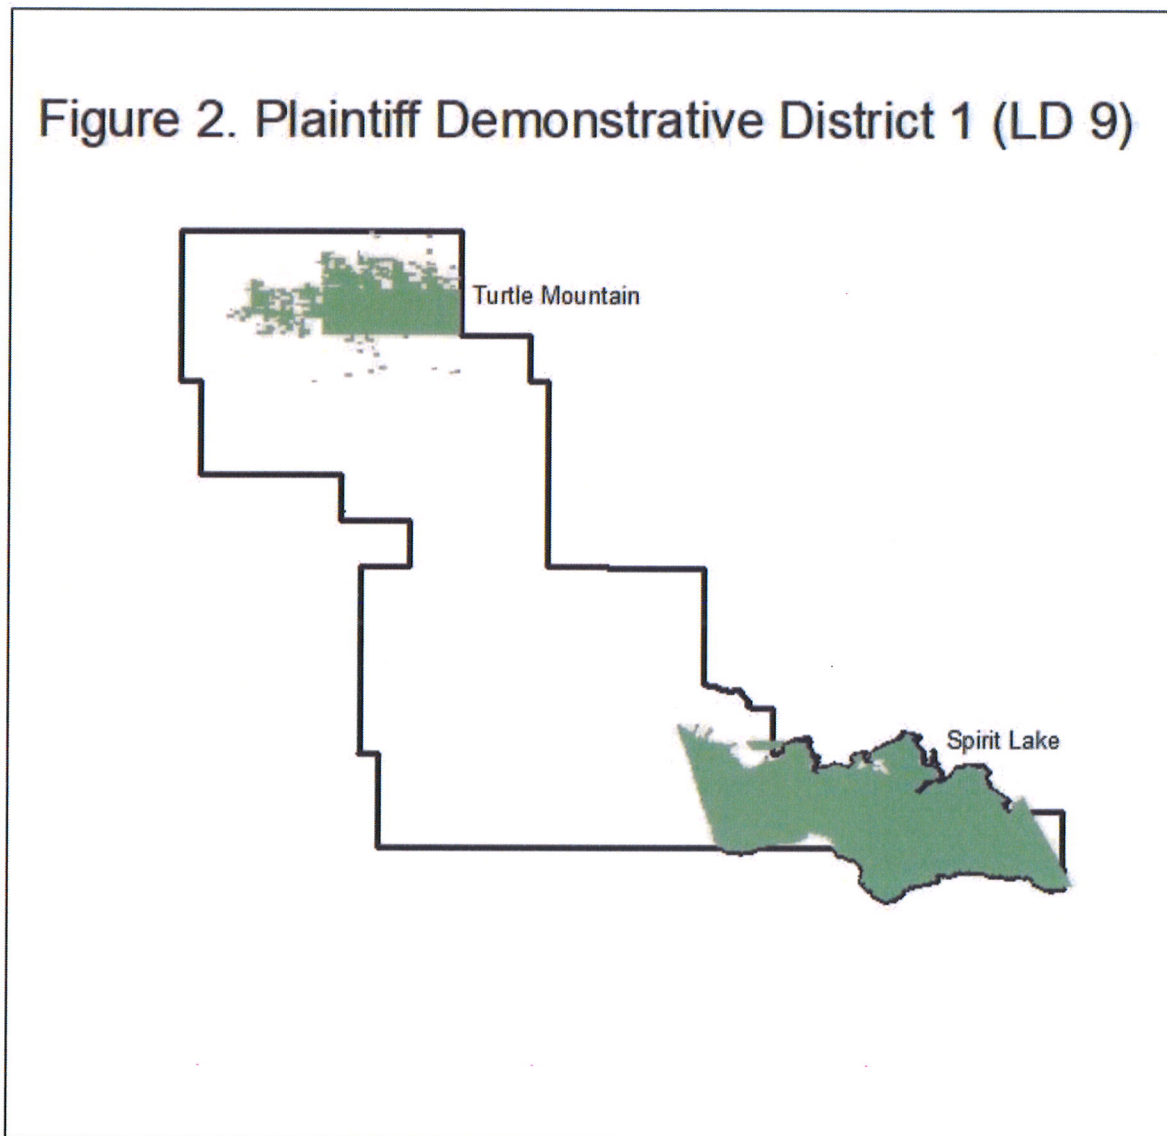 Figure 2. Plaintiff Demonstrative District 1 (LD 9)
Turtle Mountain
Spirit Lake